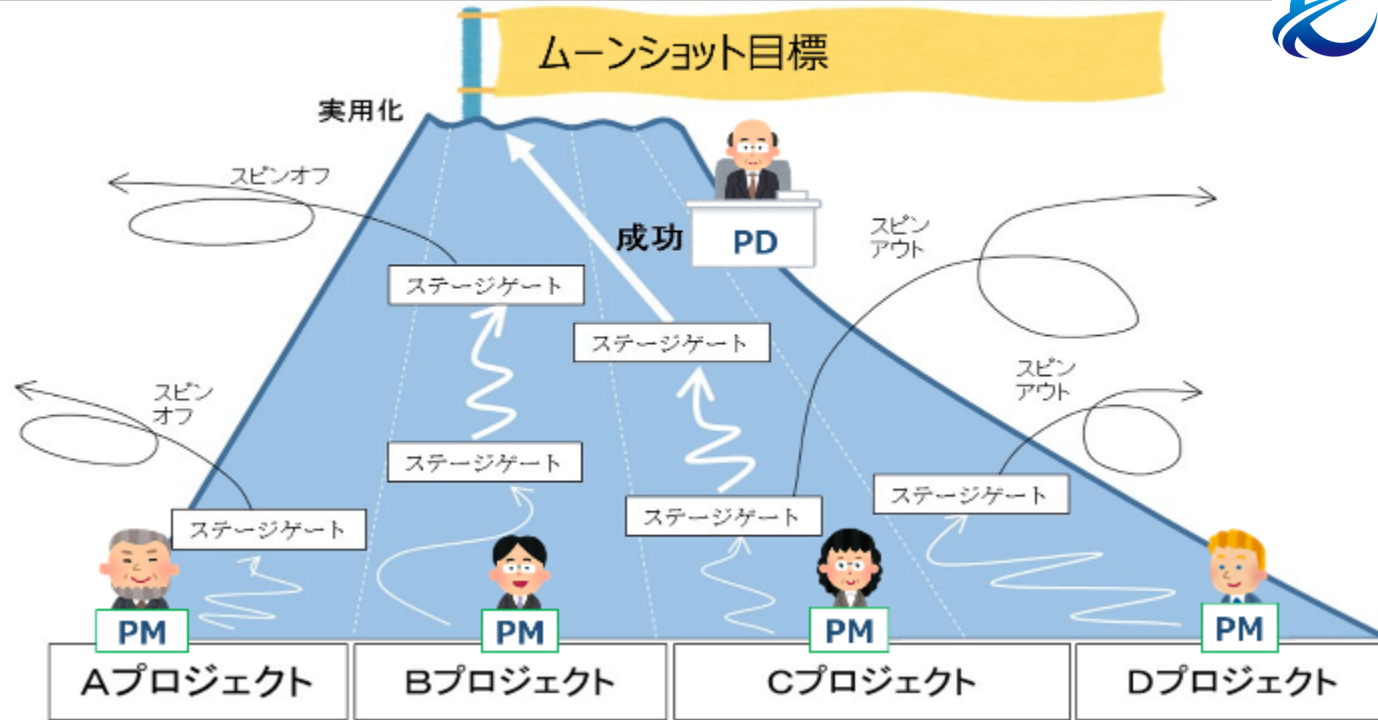 ムーンショット目標
実用化
スピンオフ
成功
PD
スピン
アウト
ステージゲート
ステージゲート
スピン
アウト
スピン
オフ
ステージゲート
ステージゲート
ステージゲート
ステージゲート
PM
PM
PM
PM
Aプロジェクト
Bプロジェクト
Cプロジェクト
Dプロジェクト